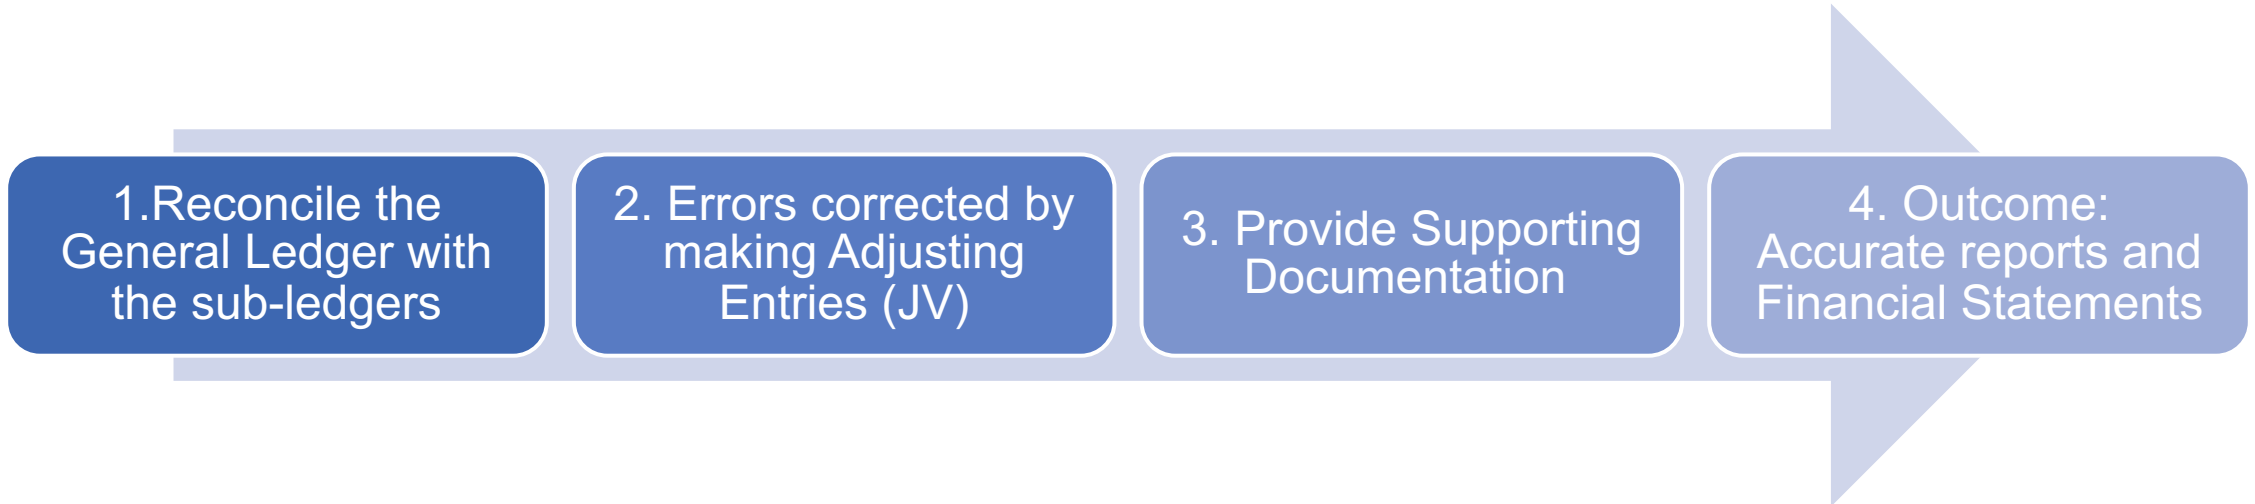 1.Reconcile the
General Ledger with
the sub-ledgers
2. Errors corrected by
making Adjusting
Entries (JV)
3. Provide Supporting
Documentation
4. Outcome:
Accurate reports and
Financial Statements